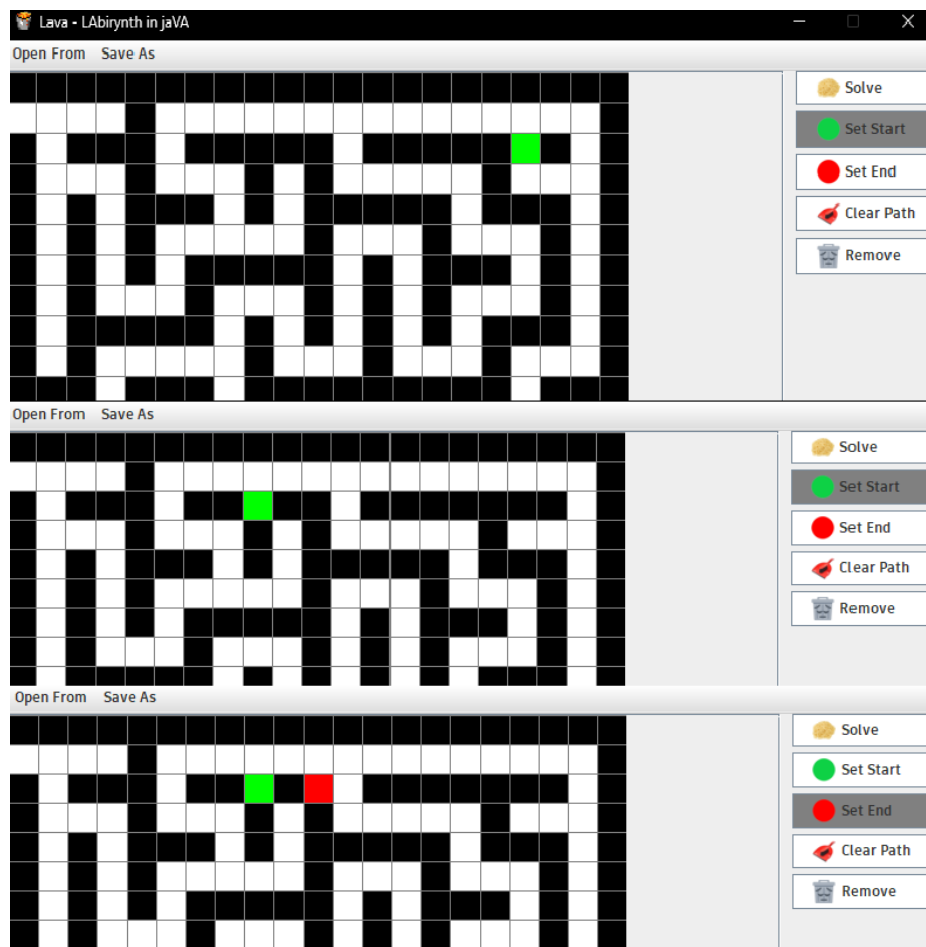 Lava - LAbirynth in jaVA
Open From Save As
Solve
Set Start
Set End
Clear Path
Remove
Open From Save As
Solve
Set Start
Set End
Clear Path
Remove
Open From Save As
Solve
Set Start
Set End
Clear Path
Remove